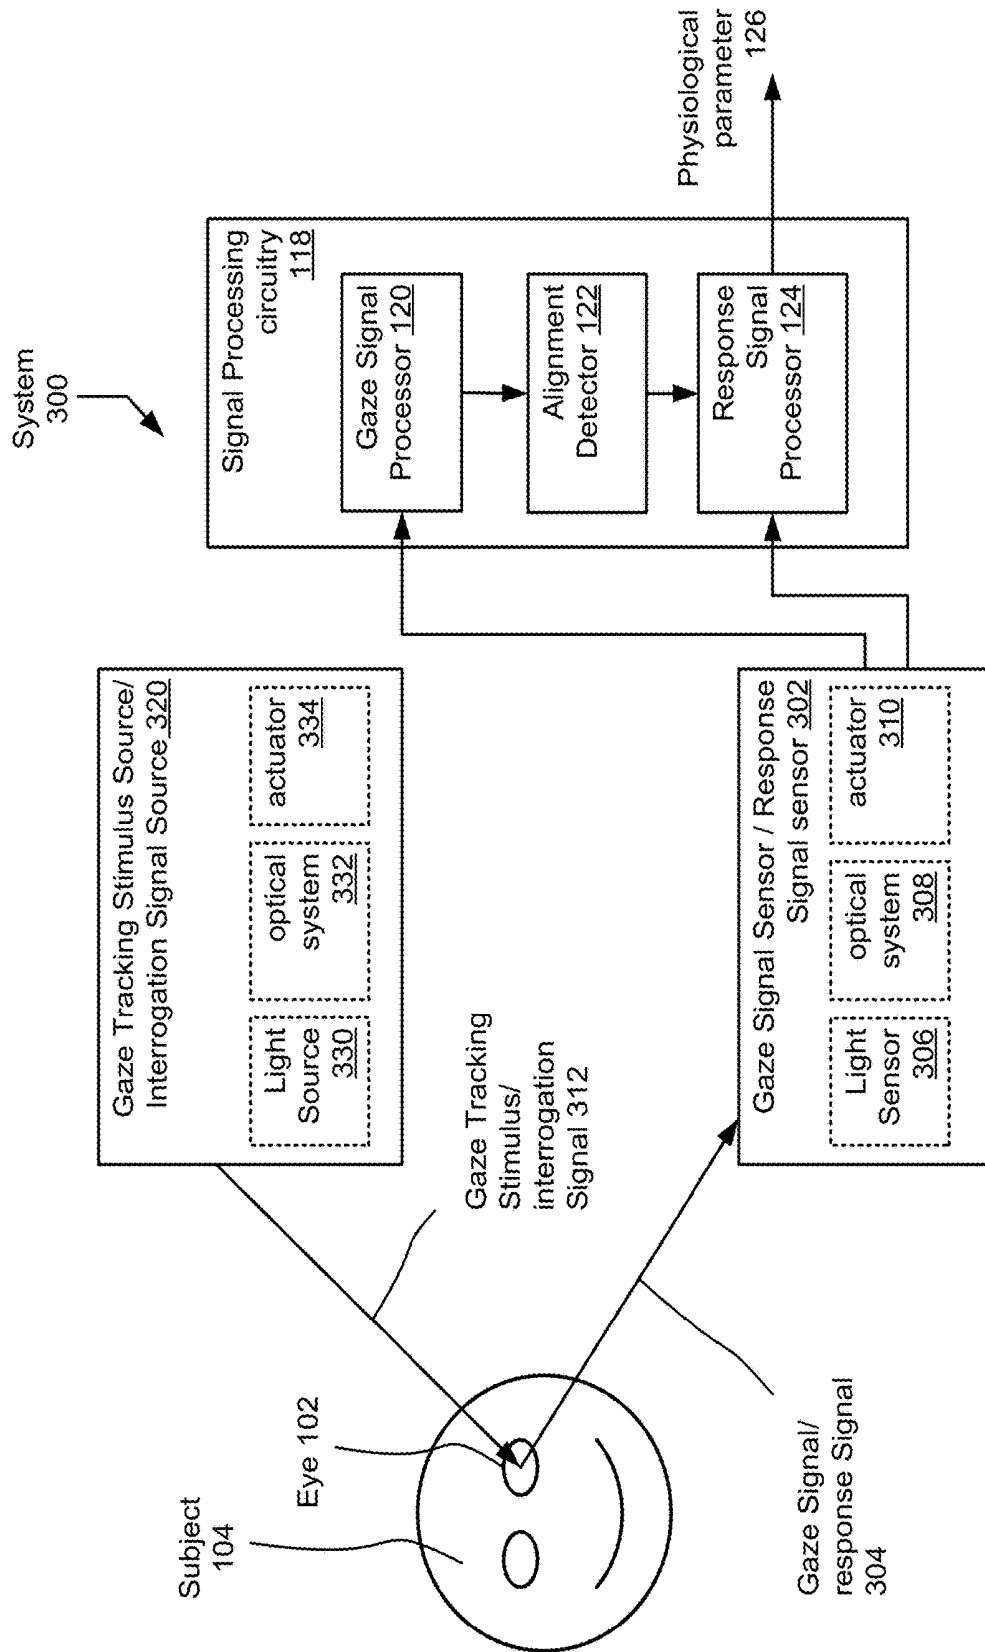 System
300
Signal Processing
circuitry
118
Gaze Signal
Processor 120
Alignment
Detector 122
Response
Signal
Processor 124
Physiological
parameter
126
Gaze Tracking Stimulus Source/
Interrogation Signal Source 320
Light
Source
330
optical
system
332
actuator
334
Gaze Signal Sensor / Response
Signal sensor 302
Light
Sensor
306
optical
system
308
actuator
310
Gaze Tracking
Stimulus/
interrogation
Signal 312
Subject
104
Eye 102
Gaze Signal/
response Signal
304